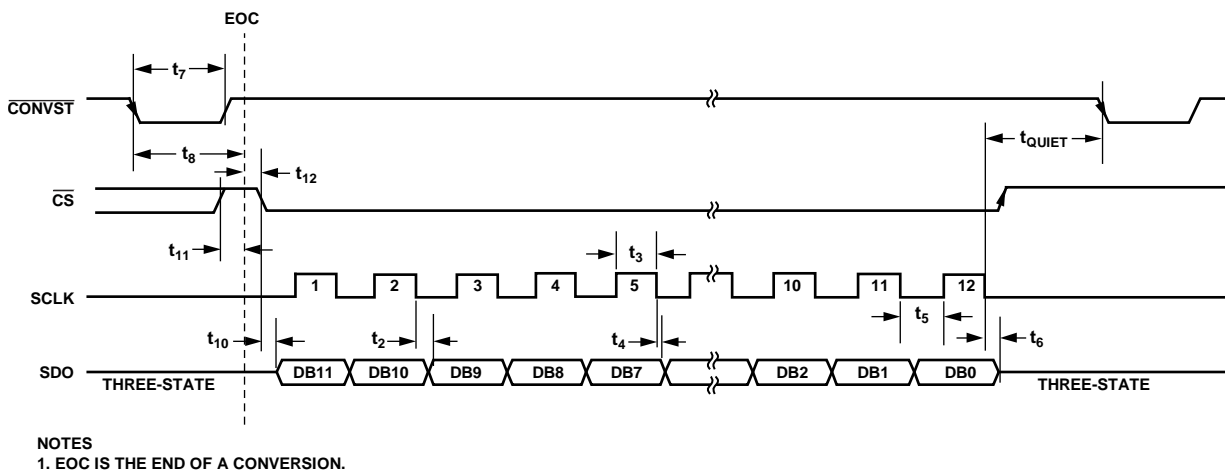 EOC
t7
CONVST
t8
tQUIET
t12
CS
t11
t3
1 2 3 4 5 10 11 12
SCLK
t5
t10
t2
t4
t6
DB11 DB10 DB9 DB8 DB7 DB2 DB1 DB0
SDO
THREE-STATE THREE-STATE
NOTES
1. EOC IS THE END OF A CONVERSION.